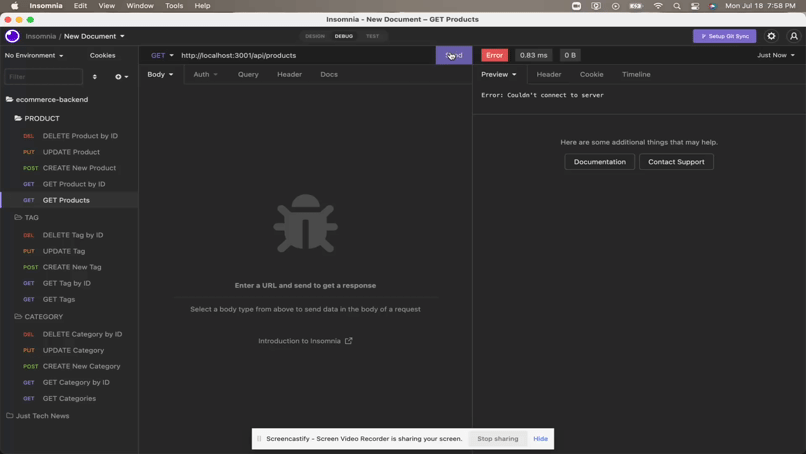 Insomnia Edit View Window Tools Help Mon Jul 18 7:58 PM
Insomnia - New Document – GET Products
Insomnia / New Document
DESIGN DEBUG TEST
Setup Git Sync
No Environment Cookies
GET http://localhost:3001/api/products Send
Error 0.83 ms 0 B Just Now
Filter
Body Auth Query Header Docs
Preview Header Cookie Timeline
Error: Couldn't connect to server
ecommerce-backend
PRODUCT
DEL DELETE Product by ID
PUT UPDATE Product
POST CREATE New Product
GET GET Product by ID
GET GET Products
TAG
DEL DELETE Tag by ID
PUT UPDATE Tag
POST CREATE New Tag
GET GET Tag by ID
GET GET Tags
CATEGORY
DEL DELETE Category by ID
PUT UPDATE Category
POST CREATE New Category
GET GET Category by ID
GET GET Categories
Just Tech News
Enter a URL and send to get a response
Select a body type from above to send data in the body of a request
Introduction to Insomnia
Here are some additional things that may help.
Documentation Contact Support
Screencastify - Screen Video Recorder is sharing your screen. Stop sharing Hide